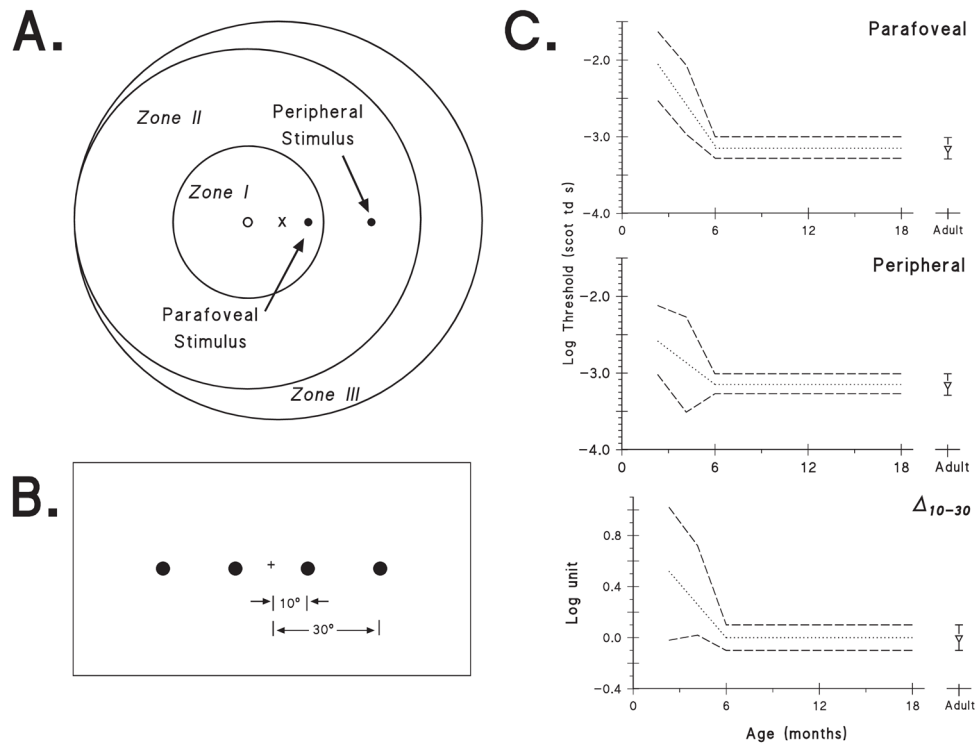 A.
Zone II
Peripheral
Stimulus
Zone I
x
Parafoveal
Stimulus
Zone III
B.
+
10°
30°
C.
Log Threshold (scot td s)
Parafoveal
−2.0
−3.0
−4.0
0 6 12 18 Adult
Peripheral
−2.0
−3.0
−4.0
0 6 12 18 Adult
Δ10−30
Log unit
0.8
0.4
0.0
−0.4
0 6 12 18 Adult
Age (months)